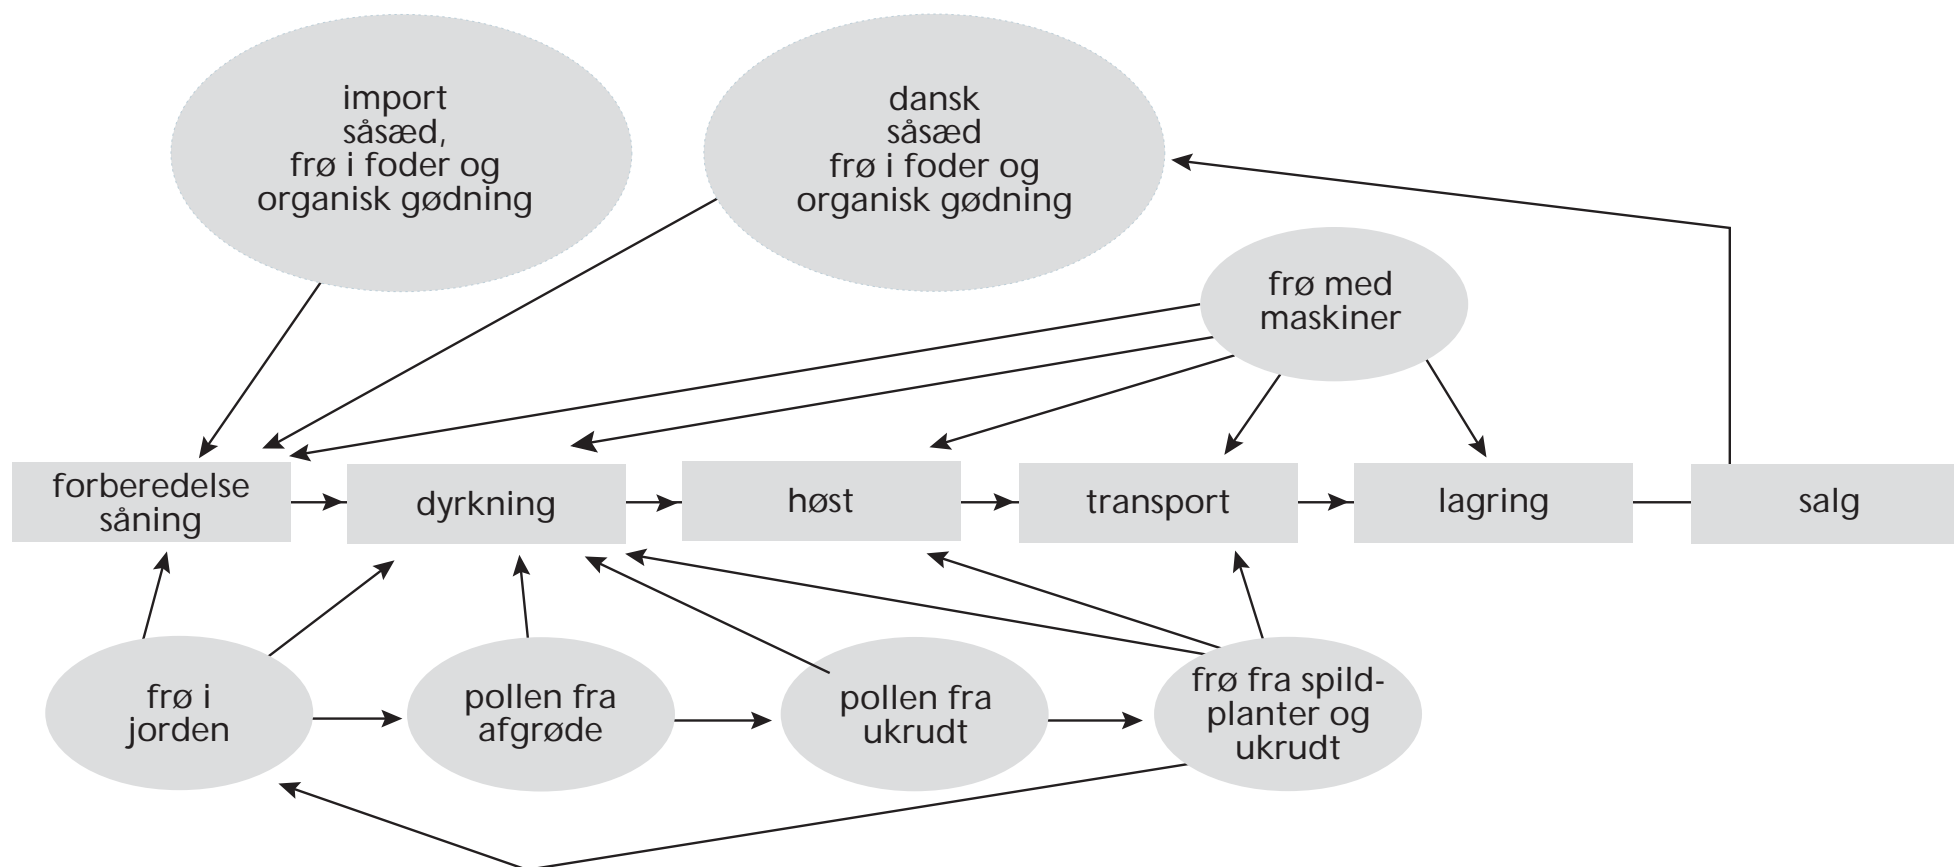 import
såsæd,
frø i foder og
organisk gødning
dansk
såsæd
frø i foder og
organisk gødning
frø med
maskiner
forberedelse
såning
dyrkning
høst
transport
lagring
salg
frø i
jorden
pollen fra
afgrøde
pollen fra
ukrudt
frø fra spild-
planter og
ukrudt